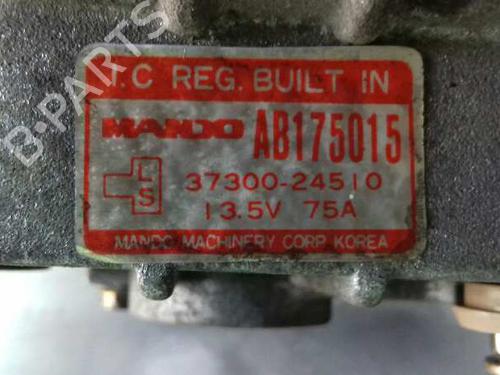 I.C REG. BUILT IN
MANDO AB175015
L
S
37300-24510
13.5V 75A
MANDO MACHINERY CORP. KOREA
B-PARTS